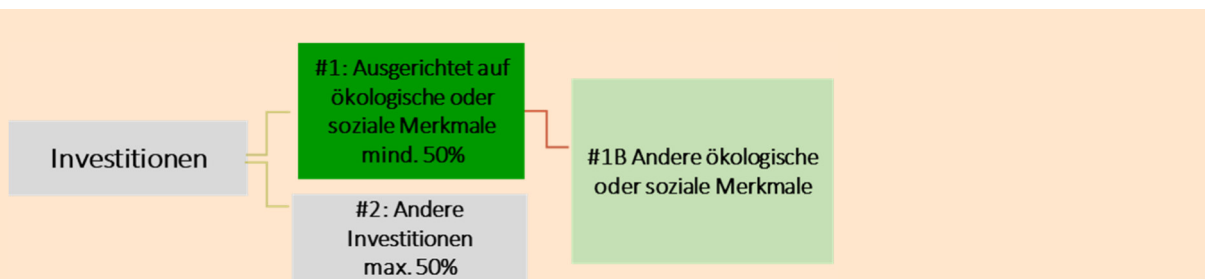 Investitionen
#1: Ausgerichtet auf
ökologische oder
soziale Merkmale
mind. 50%
#2: Andere
Investitionen
max. 50%
#1B Andere ökologische
oder soziale Merkmale